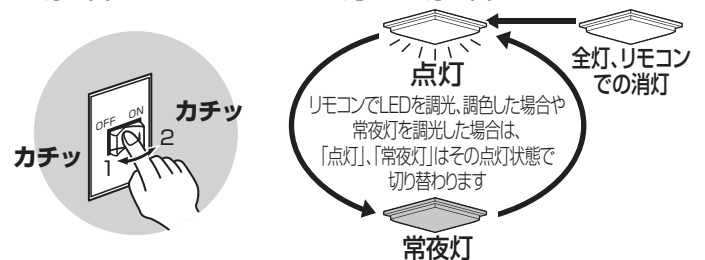 OFF ON
カチッ
2
カチッ
1
点灯
全灯、リモコン
での消灯
リモコンでLEDを調光、調色した場合や
常夜灯を調光した場合は、
「点灯」、「常夜灯」はその点灯状態で
切り替わります
常夜灯